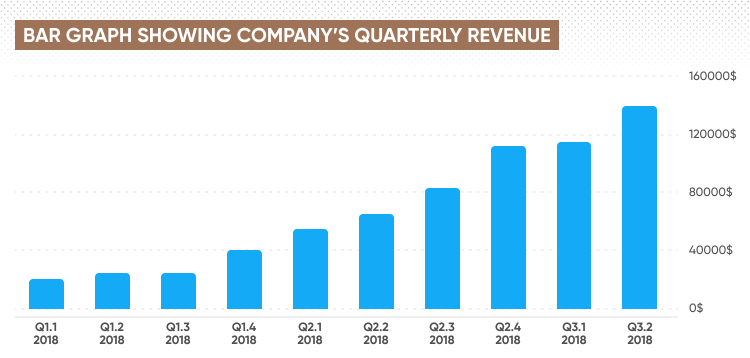 BAR GRAPH SHOWING COMPANY’S QUARTERLY REVENUE
160000$
120000$
80000$
40000$
0$
Q1.1 Q1.2 Q1.3 Q1.4 Q2.1 Q2.2 Q2.3 Q2.4 Q3.1 Q3.2
2018 2018 2018 2018 2018 2018 2018 2018 2018 2018